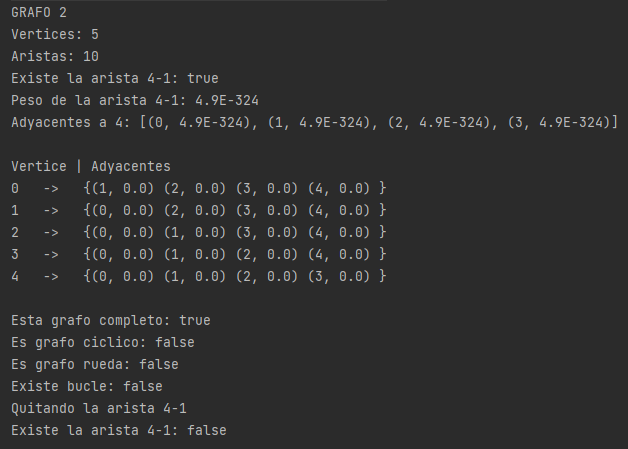 GRAFO 2
Vertices: 5
Aristas: 10
Existe la arista 4-1: true
Peso de la arista 4-1: 4.9E-324
Adyacentes a 4: [(0, 4.9E-324), (1, 4.9E-324), (2, 4.9E-324), (3, 4.9E-324)]
Vertice | Adyacentes
0   ->   {(1, 0.0) (2, 0.0) (3, 0.0) (4, 0.0) }
1   ->   {(0, 0.0) (2, 0.0) (3, 0.0) (4, 0.0) }
2   ->   {(0, 0.0) (1, 0.0) (3, 0.0) (4, 0.0) }
3   ->   {(0, 0.0) (1, 0.0) (2, 0.0) (4, 0.0) }
4   ->   {(0, 0.0) (1, 0.0) (2, 0.0) (3, 0.0) }
Esta grafo completo: true
Es grafo ciclico: false
Es grafo rueda: false
Existe bucle: false
Quitando la arista 4-1
Existe la arista 4-1: false